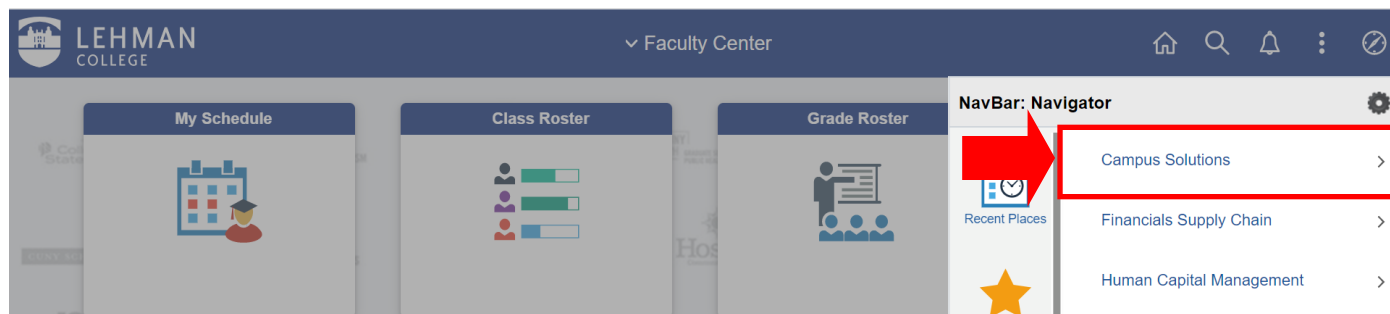 LEHMAN
COLLEGE
Faculty Center
My Schedule
Class Roster
Grade Roster
NavBar: Navigator
Recent Places
Campus Solutions
Financials Supply Chain
Human Capital Management